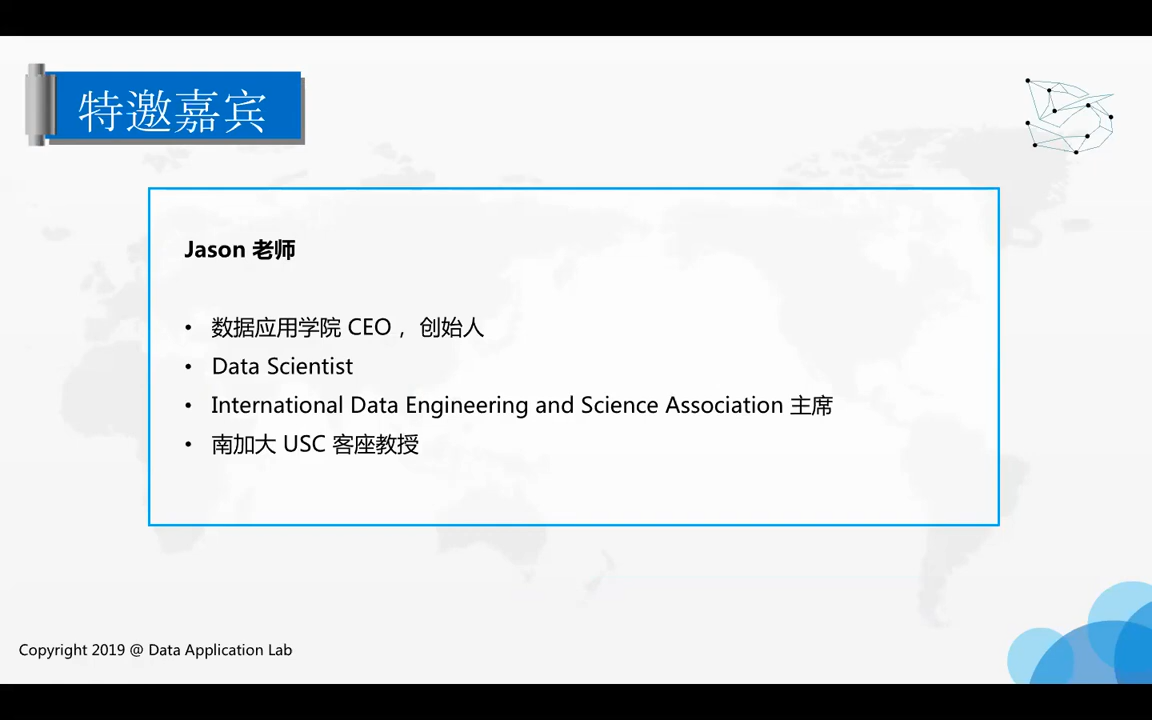 特邀嘉宾
Jason 老师
• 数据应用学院 CEO ，创始人
• Data Scientist
• International Data Engineering and Science Association 主席
• 南加大 USC 客座教授
Copyright 2019 @ Data Application Lab